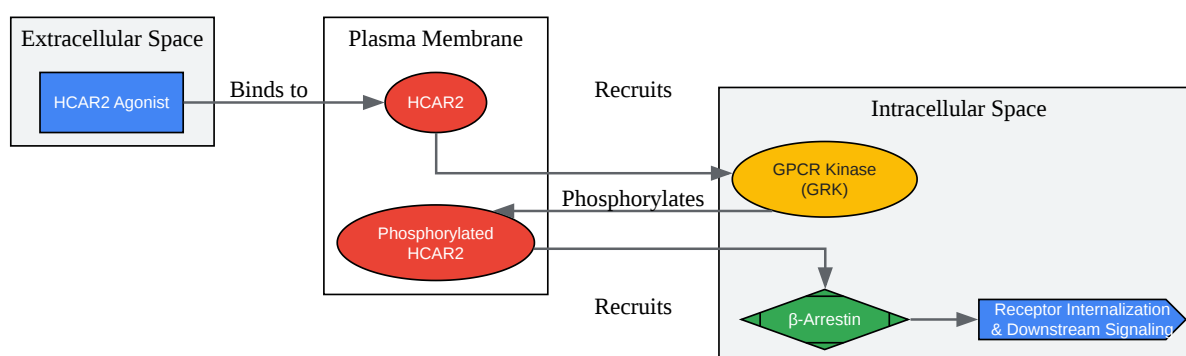 Extracellular Space
HCAR2 Agonist
Binds to
Plasma Membrane
HCAR2
Recruits
Intracellular Space
GPCR Kinase
(GRK)
Phosphorylates
Phosphorylated
HCAR2
Recruits
β-Arrestin
Receptor Internalization
& Downstream Signaling